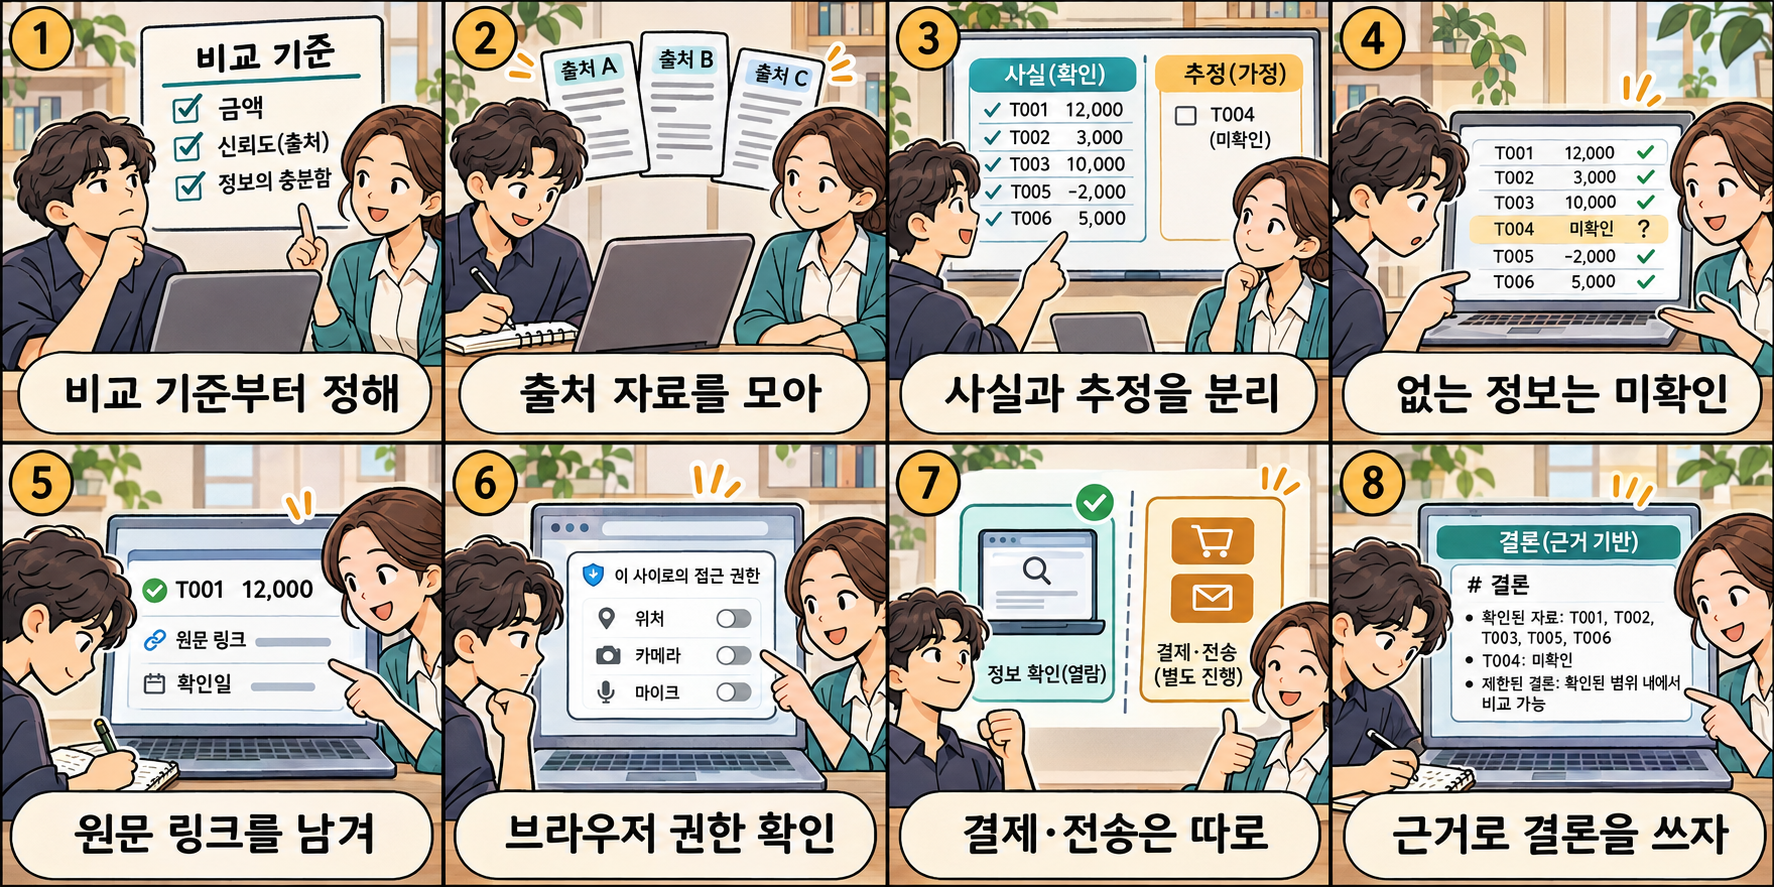 1
비교 기준
금액
신뢰도(출처)
정보의 충분함
비교 기준부터 정해
2
출처 A
출처 B
출처 C
출처 자료를 모아
3
사실(확인)
T001 12,000
T002 3,000
T003 10,000
T005 -2,000
T006 5,000
추정(가정)
T004
(미확인)
사실과 추정을 분리
4
T001 12,000
T002 3,000
T003 10,000
T004 미확인 ?
T005 -2,000
T006 5,000
없는 정보는 미확인
5
T001 12,000
원문 링크
확인일
원문 링크를 남겨
6
이 사이로의 접근 권한
위처
카메라
마이크
브라우저 권한 확인
7
정보 확인(열람)
결제·전송
(별도 진행)
결제·전송은 따로
8
결론(근거 기반)
# 결론
• 확인된 자료: T001, T002,
T003, T005, T006
• T004: 미확인
• 제한된 결론: 확인된 범위 내에서
비교 가능
근거로 결론을 쓰자